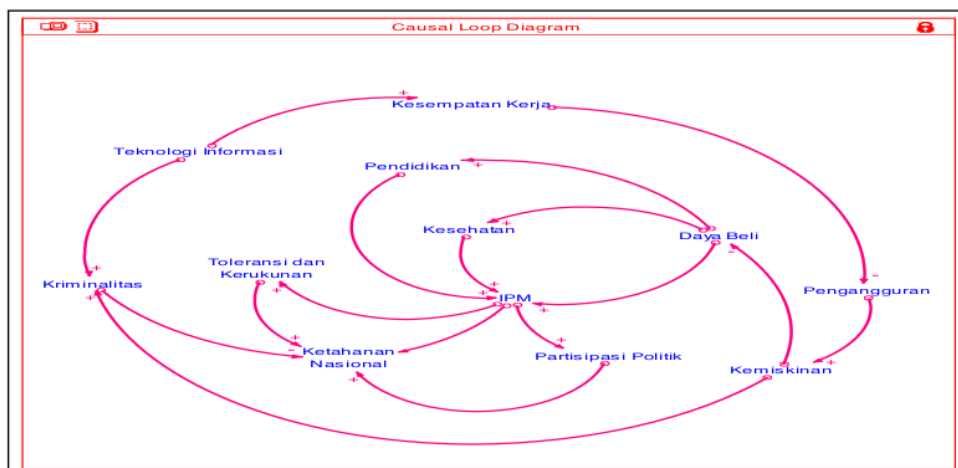 Causal Loop Diagram
+
Kesempatan Kerja
Teknologi Informasi
Pendidikan
+
Kesehatan
+
Daya Beli
-
Toleransi dan
Kerukunan
+
+
Kriminalitas
+
+
+
IPM
+
-
Pengangguran
+
-
Ketahanan
Nasional
+
+
Partisipasi Politik
+
Kemiskinan
+